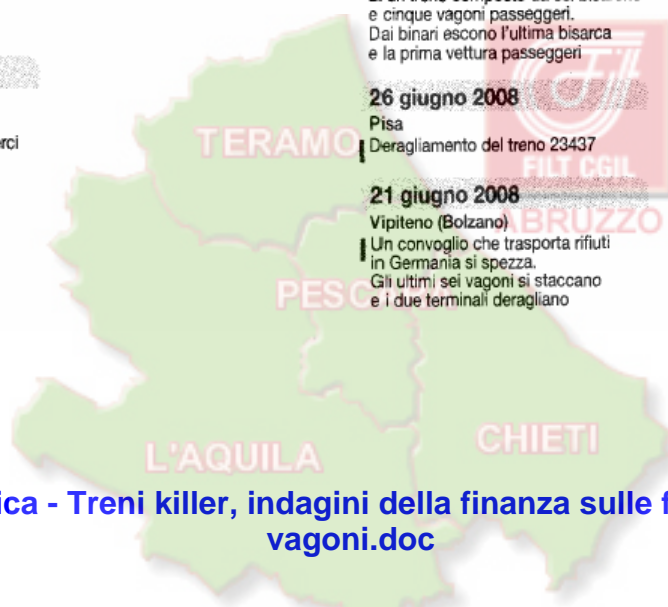 e cinque vagoni passeggeri.
Dai binari escono l'ultima bisarca
e la prima vettura passeggeri
26 giugno 2008
Pisa
Deragliamento del treno 23437
21 giugno 2008
Vipiteno (Bolzano)
Un convoglio che trasporta rifiuti
in Germania si spezza.
Gli ultimi sei vagoni si staccano
e i due terminali deragliano
rci
TERAMO
FILT CGIL
ABRUZZO
PESCARA
L'AQUILA
CHIETI
ica - Treni killer, indagini della finanza sulle f
vagoni.doc